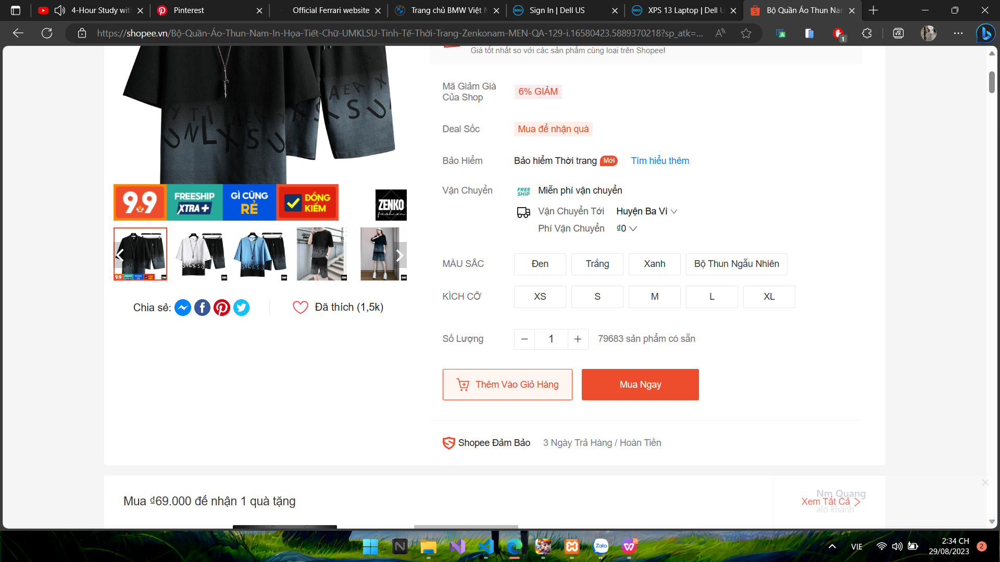 4-Hour Study wit
Pinterest
Official Ferrari website
Trang chủ BMW Việt N
Sign In | Dell US
XPS 13 Laptop | Dell U
Bộ Quần Áo Thun Nam
https://shopee.vn/Bộ-Quần-Áo-Thun-Nam-In-Họa-Tiết-Chữ-UMKLSU-Tinh-Tế-Thời-Trang-Zenkonam-MEN-QA-129-i.16580423.5889370218?sp_atk=...
1
Giá tốt nhất so với các sản phẩm cùng loại trên Shopee!
Mã Giảm Giá
Của Shop
6% GIẢM
Deal Sốc
Mua để nhận quà
Bảo Hiểm
Bảo hiểm Thời trang
Mới
Tìm hiểu thêm
Vận Chuyển
FREE
SHIP
Miễn phí vận chuyển
Vận Chuyển Tới
Huyện Ba Vì
Phí Vận Chuyển
₫0
UNLXSU
9.9
FREESHIP
XTRA+
GÌ CŨNG
RẺ
ĐỒNG
KIỂM
ZENKO
fashion
MÀU SẮC
Đen
Trắng
Xanh
Bộ Thun Ngẫu Nhiên
KÍCH CỠ
XS
S
M
L
XL
Chia sẻ:
Đã thích (1,5k)
Số Lượng
1
79683 sản phẩm có sẵn
Thêm Vào Giỏ Hàng
Mua Ngay
Shopee Đảm Bảo
3 Ngày Trả Hàng / Hoàn Tiền
Mua ₫69.000 để nhận 1 quà tặng
Nm Quang
Xem Tất Cả
alo khánh
Zalo
VIE
2:34 CH
29/08/2023
2